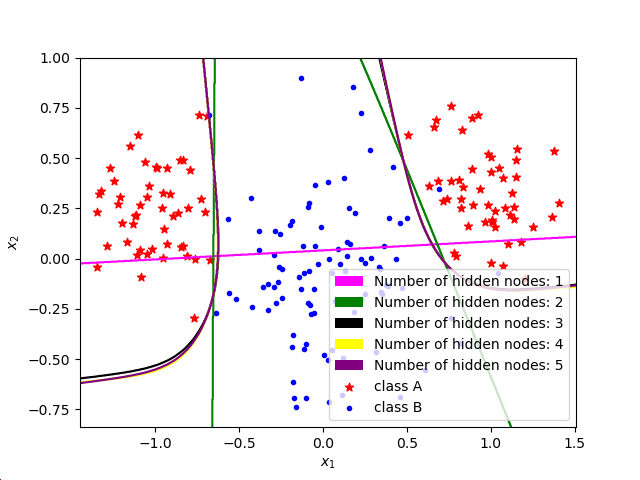 1.00
0.75
0.50
0.25
0.00
−0.25
−0.50
−0.75
x2
Number of hidden nodes: 1
Number of hidden nodes: 2
Number of hidden nodes: 3
Number of hidden nodes: 4
Number of hidden nodes: 5
class A
class B
−1.0 −0.5 0.0 0.5 1.0 1.5
x1